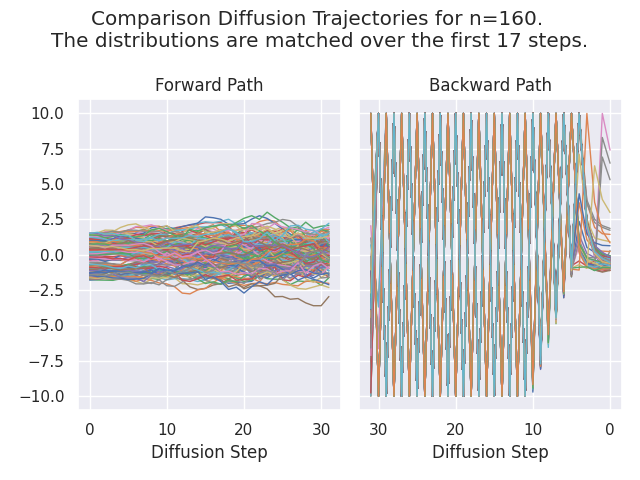 Comparison Diffusion Trajectories for n=160.
The distributions are matched over the first 17 steps.
Forward Path
Backward Path
10.0
7.5
5.0
2.5
0.0
−2.5
−5.0
−7.5
−10.0
0 10 20 30
30 20 10 0
Diffusion Step
Diffusion Step